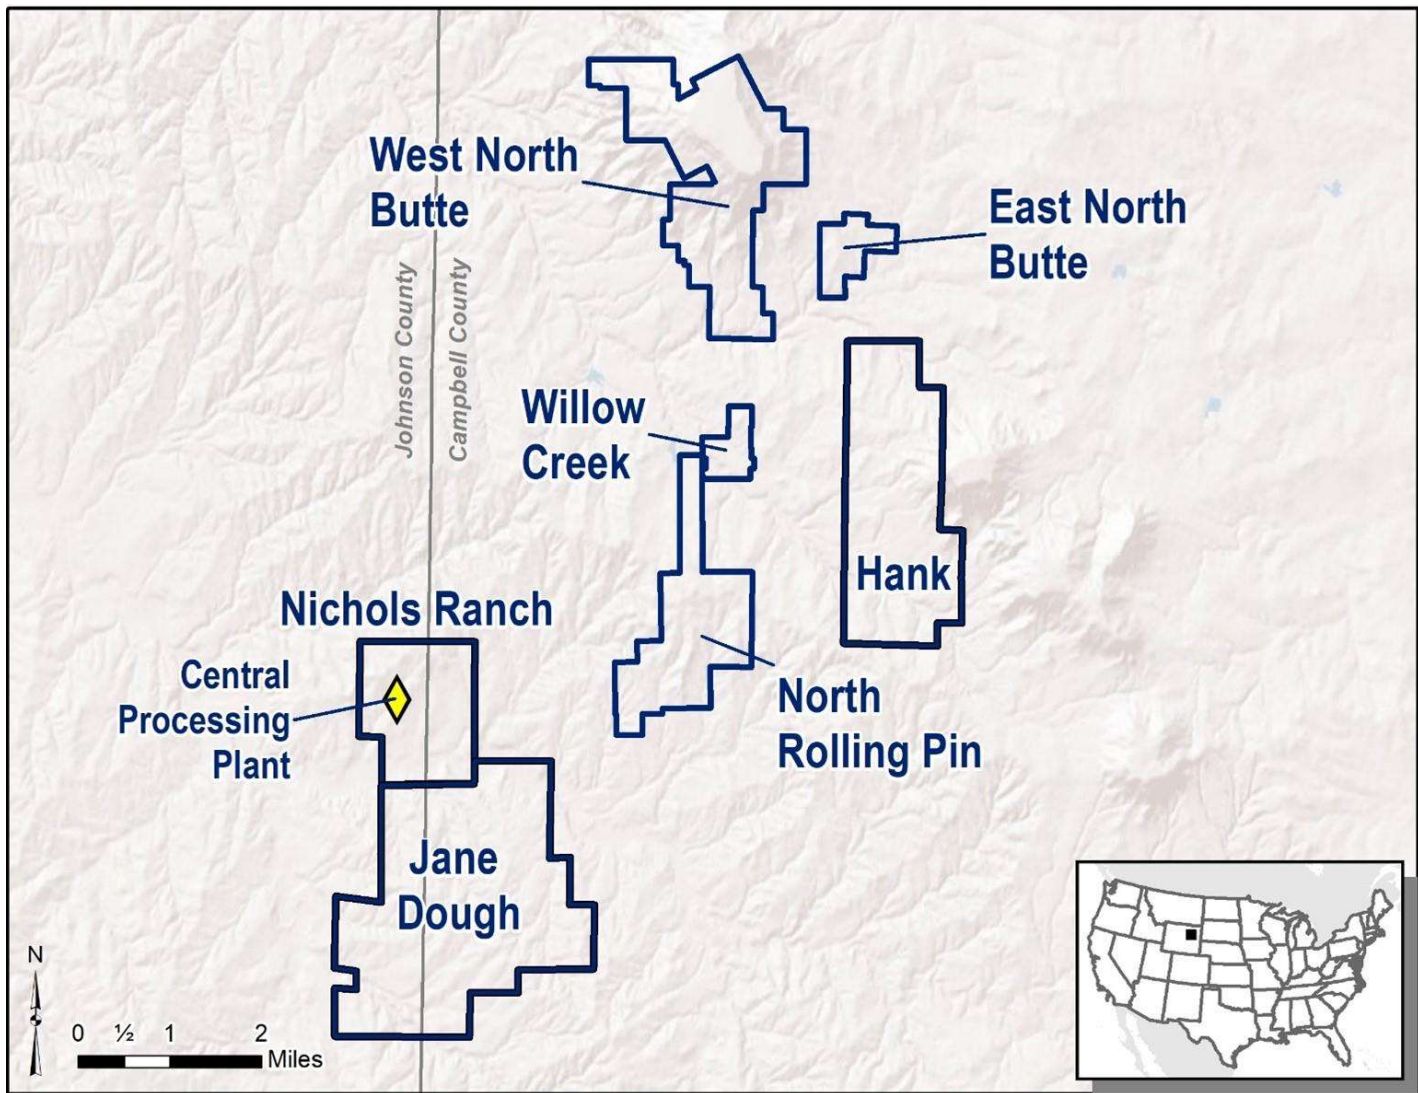 West North
Butte
East North
Butte
Johnson County
Campbell County
Willow
Creek
Hank
Nichols Ranch
Central
Processing
Plant
North
Rolling Pin
Jane
Dough
N
0 ½ 1 2
Miles